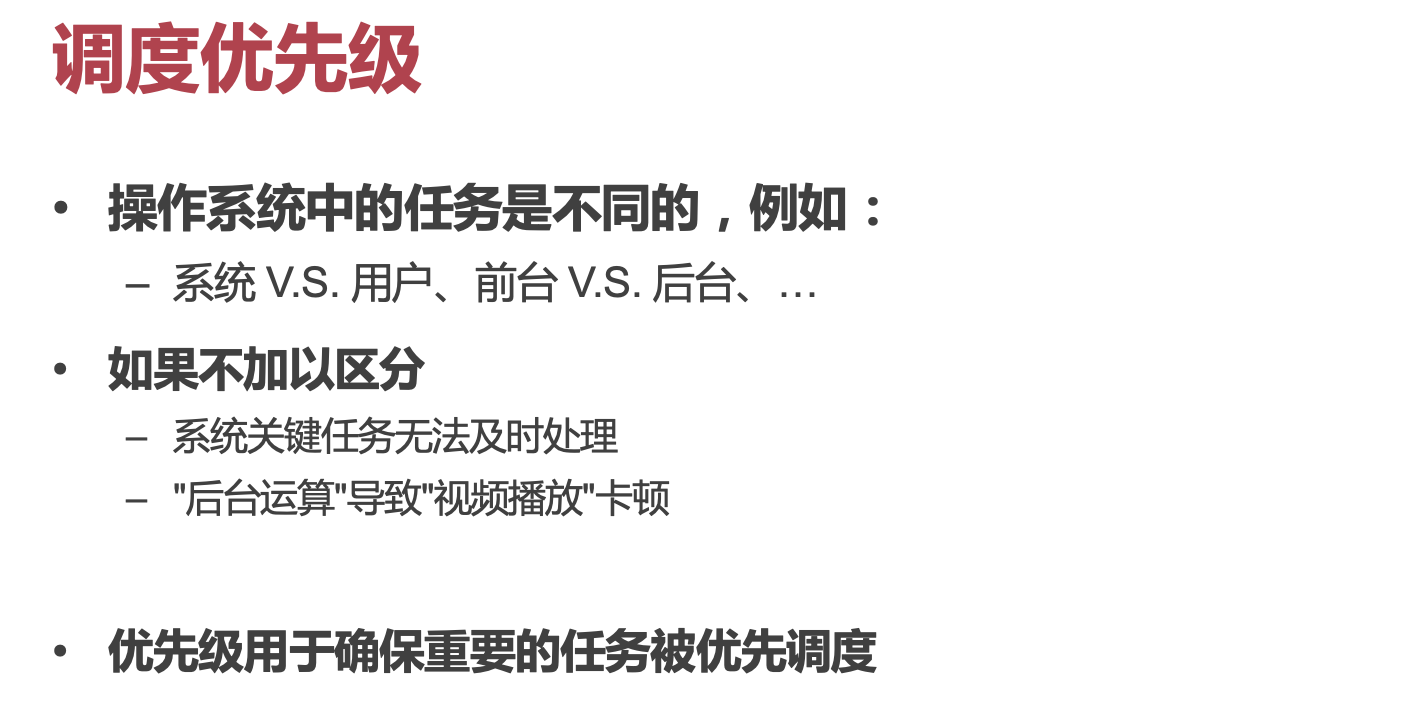 调度优先级
• 操作系统中的任务是不同的，例如：
– 系统 V.S. 用户、前台 V.S. 后台、…
• 如果不加以区分
– 系统关键任务无法及时处理
– "后台运算"导致"视频播放"卡顿
• 优先级用于确保重要的任务被优先调度